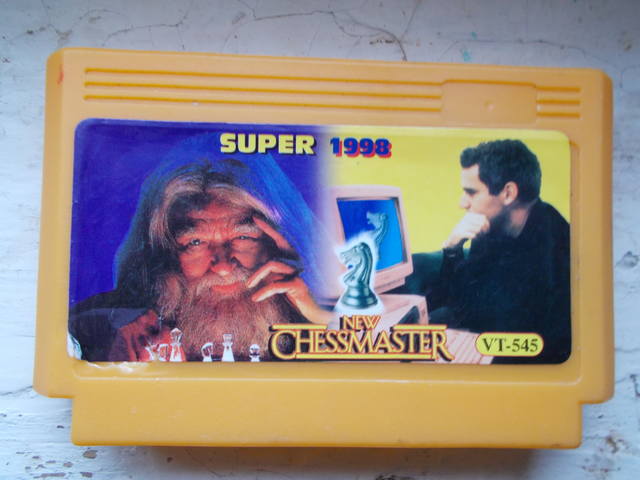 SUPER 1998
NEW
CHESSMASTER
VT-545